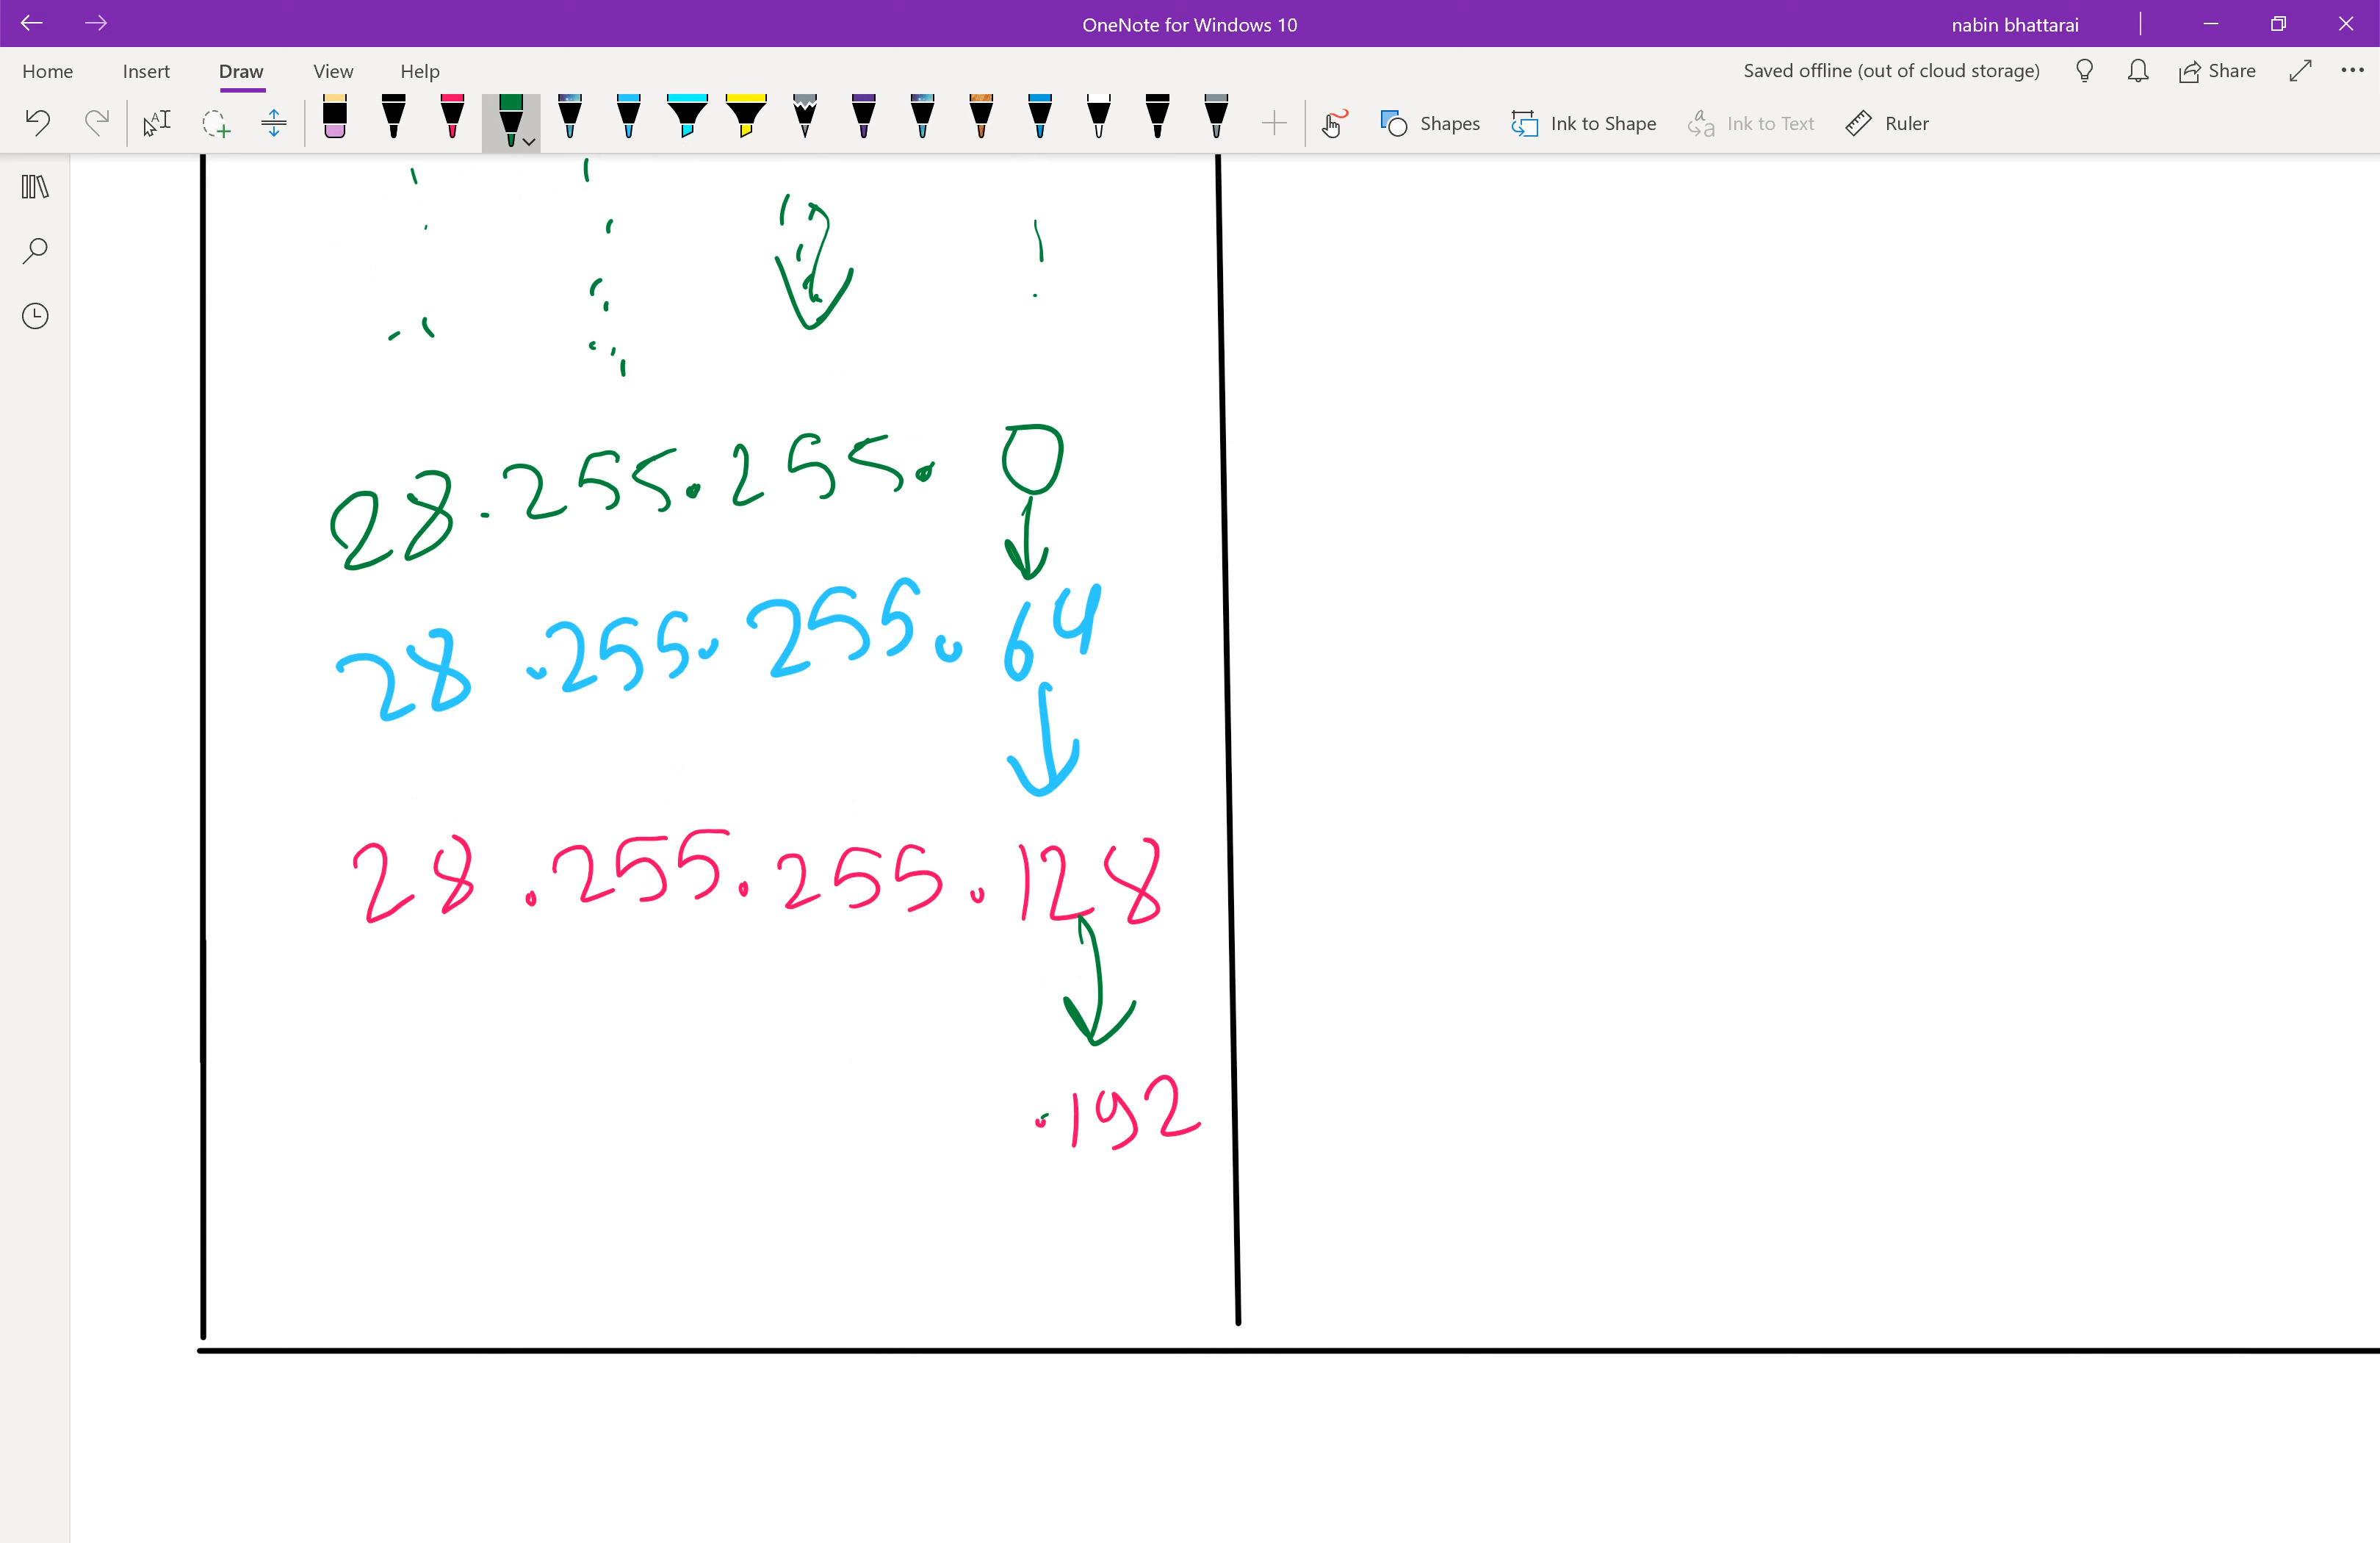 OneNote for Windows 10 nabin bhattarai
Home Insert Draw View Help Saved offline (out of cloud storage) Share
Shapes Ink to Shape Ink to Text Ruler
28.255.255.0
28.255.255.64
28.255.255.128
.192